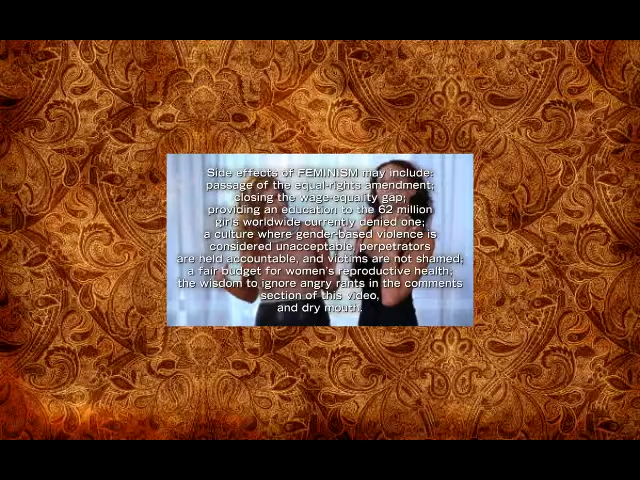 Side effects of FEMINISM may include:
passage of the equal-rights amendment;
closing the wage-equality gap;
providing an education to the 62 million
girls worldwide currently denied one;
a culture where gender-based violence is
considered unacceptable, perpetrators
are held accountable, and victims are not shamed;
a fair budget for women's reproductive health;
the wisdom to ignore angry rants in the comments
section of this video,
and dry mouth.